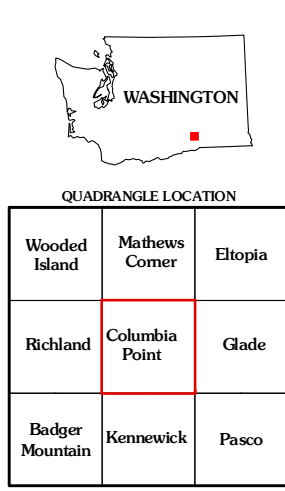 WASHINGTON
QUADRANGLE LOCATION
Wooded
Island
Mathews
Corner
Eltopia
Richland
Columbia
Point
Glade
Badger
Mountain
Kennewick
Pasco